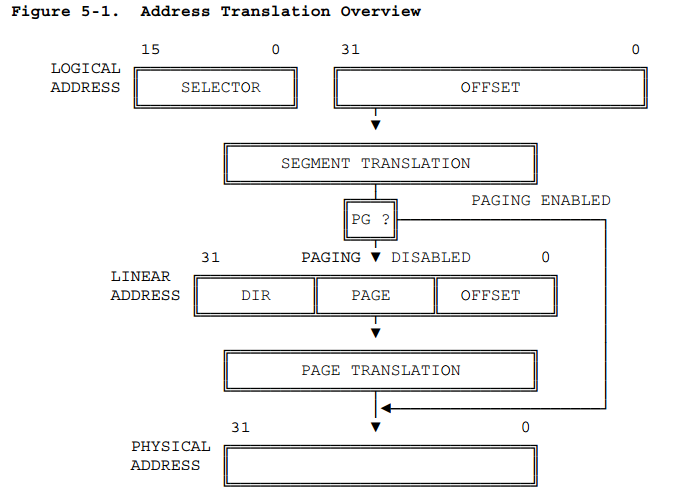 Figure 5-1. Address Translation Overview
15 0 31 0
LOGICAL
ADDRESS SELECTOR OFFSET
SEGMENT TRANSLATION
PAGING ENABLED
PG ?
31 PAGING DISABLED 0
LINEAR
ADDRESS DIR PAGE OFFSET
PAGE TRANSLATION
31 0
PHYSICAL
ADDRESS